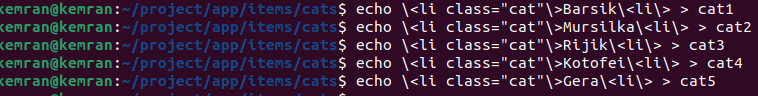 kemran@kemran:~/project/app/items/cats$ echo \<li class="cat"\>Barsik\<li\> > cat1
kemran@kemran:~/project/app/items/cats$ echo \<li class="cat"\>Mursilka\<li\> > cat2
kemran@kemran:~/project/app/items/cats$ echo \<li class="cat"\>Rijik\<li\> > cat3
kemran@kemran:~/project/app/items/cats$ echo \<li class="cat"\>Kotofei\<li\> > cat4
kemran@kemran:~/project/app/items/cats$ echo \<li class="cat"\>Gera\<li\> > cat5